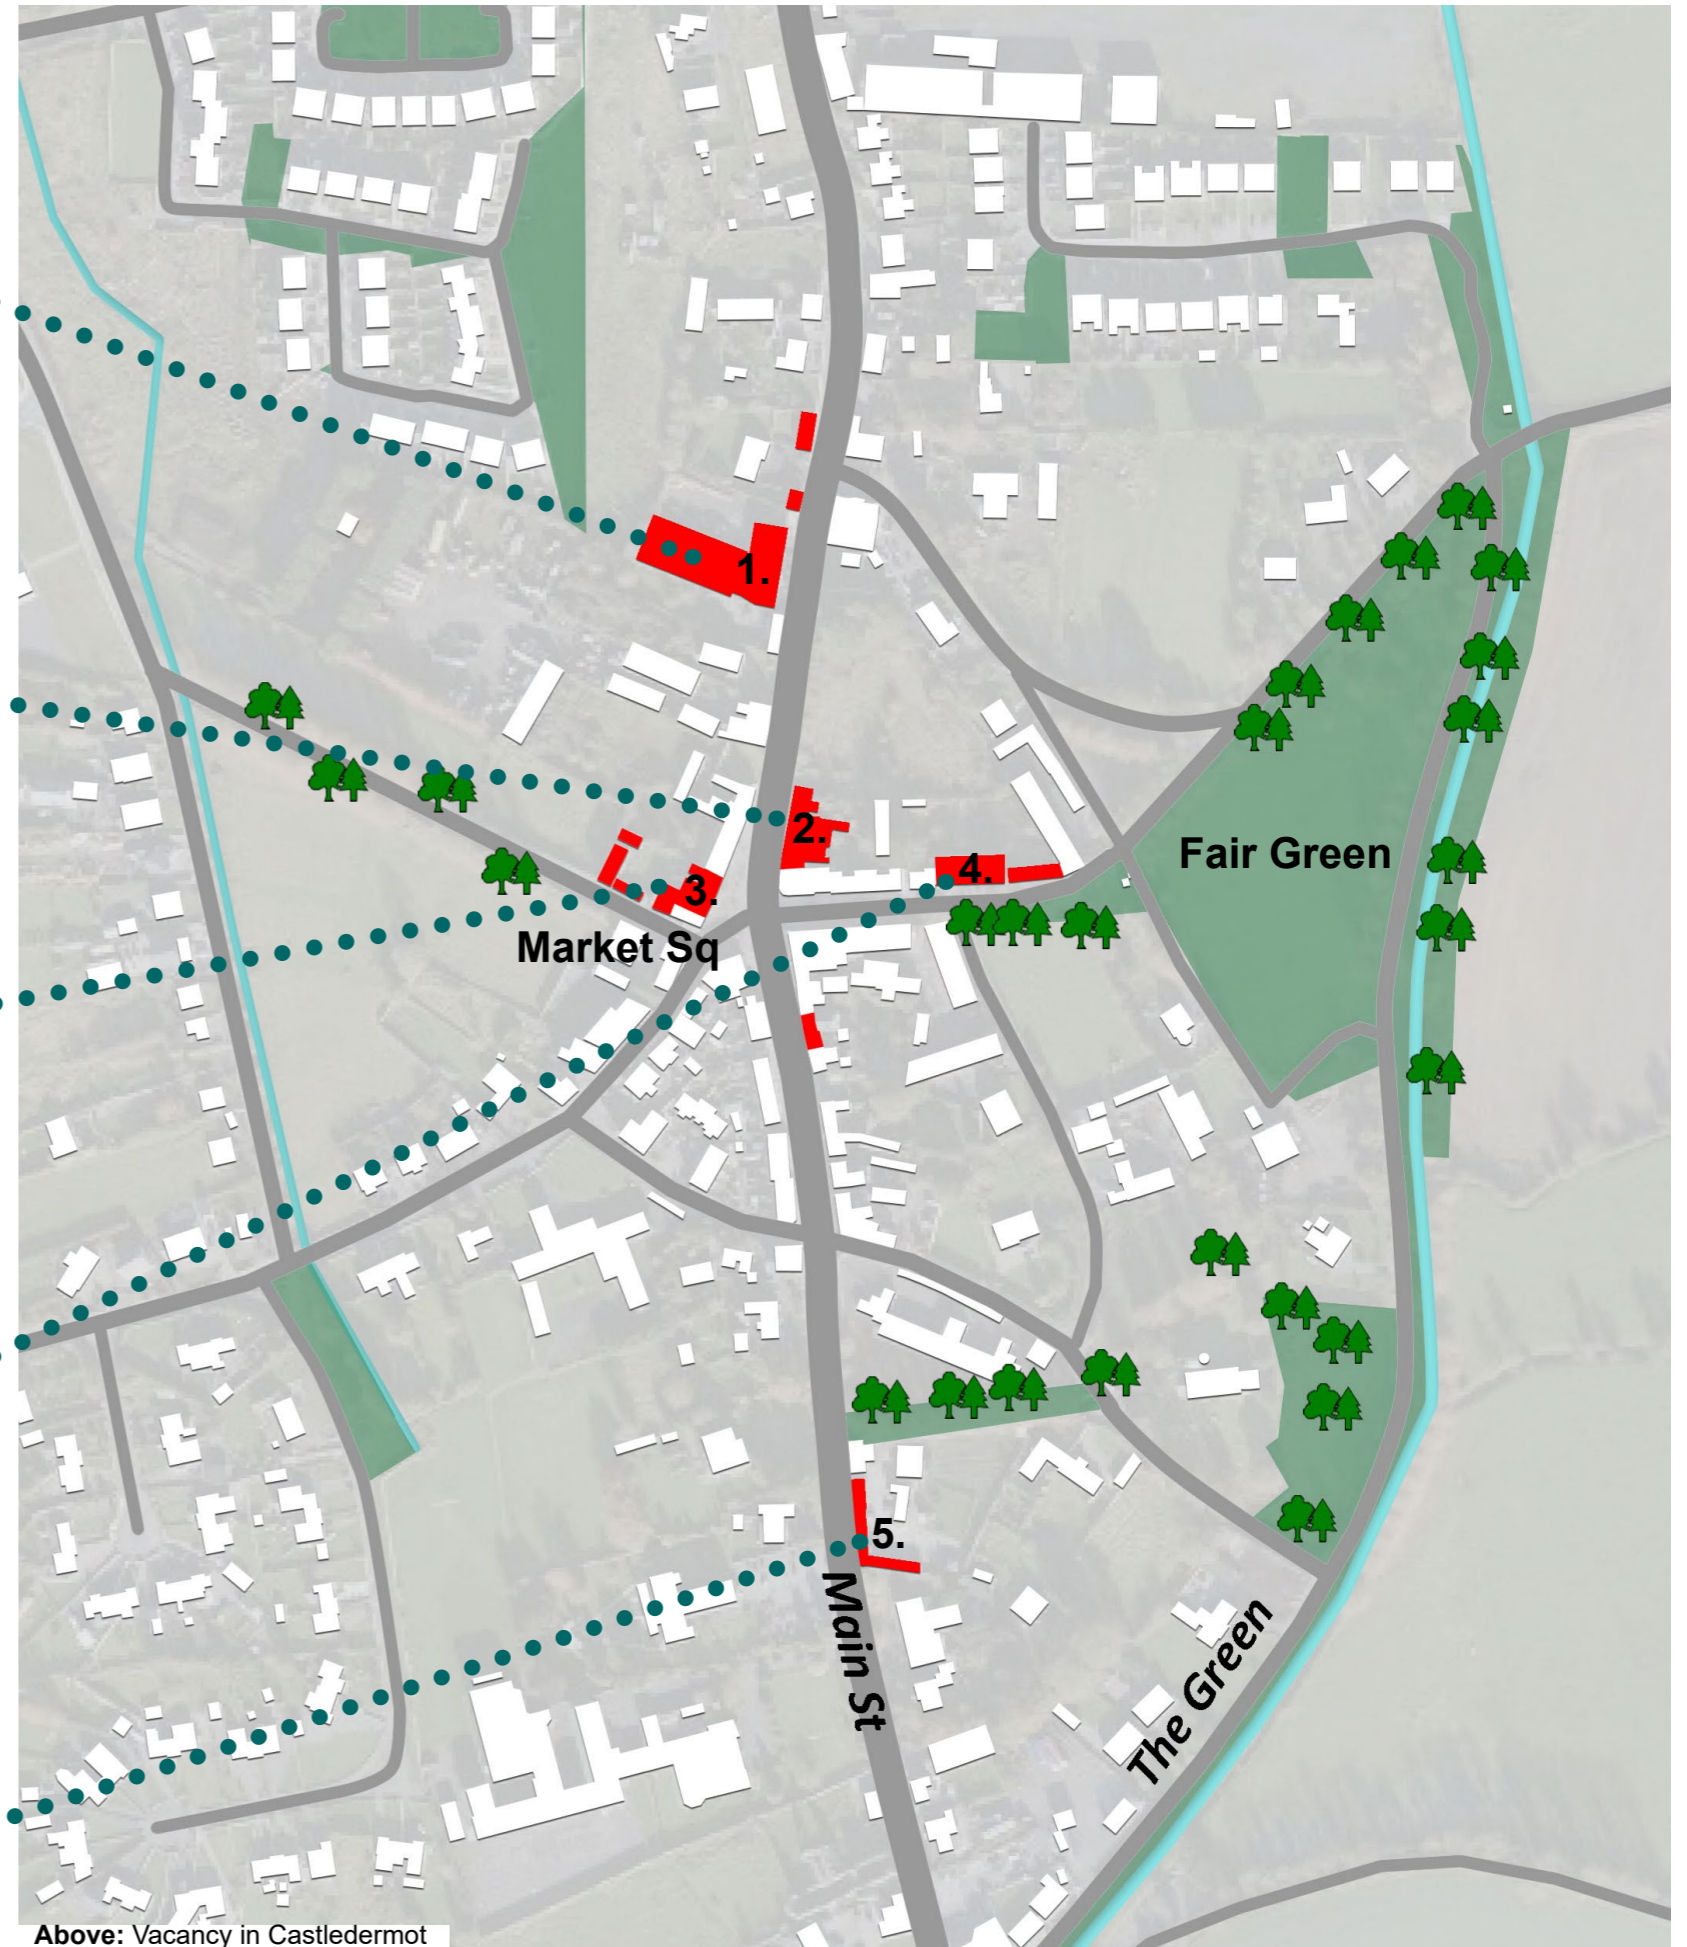 1.
2.
Fair Green
4.
3.
Market Sq
5.
Main St
The Green
Above: Vacancy in Castledermot